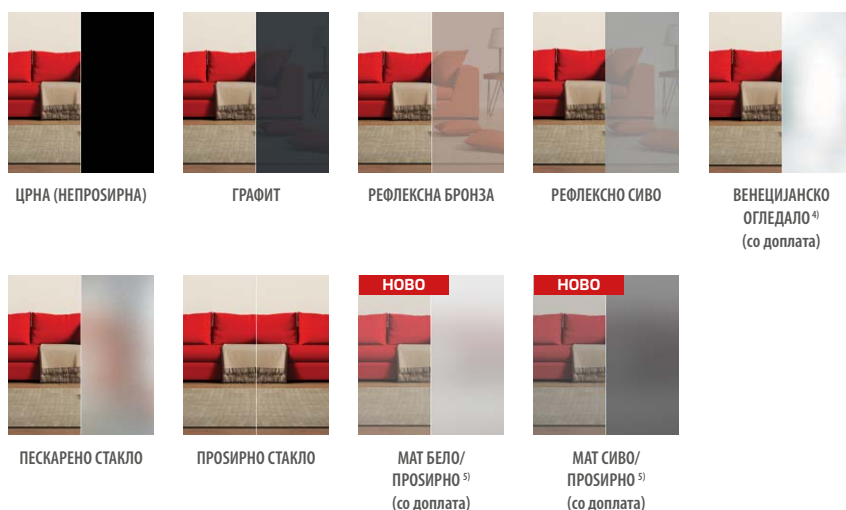 ЦРНА (НЕПРОЅИРНА)
ГРАФИТ
РЕФЛЕКСНА БРОНЗА
РЕФЛЕКСНО СИВО
ВЕНЕЦИЈАНСКО
ОГЛЕДАЛО 4)
(со доплата)
ПЕСКАРЕНО СТАКЛО
ПРОЅИРНО СТАКЛО
НОВО
МАТ БЕЛО/
ПРОЅИРНО 5)
(со доплата)
НОВО
МАТ СИВО/
ПРОЅИРНО 5)
(со доплата)